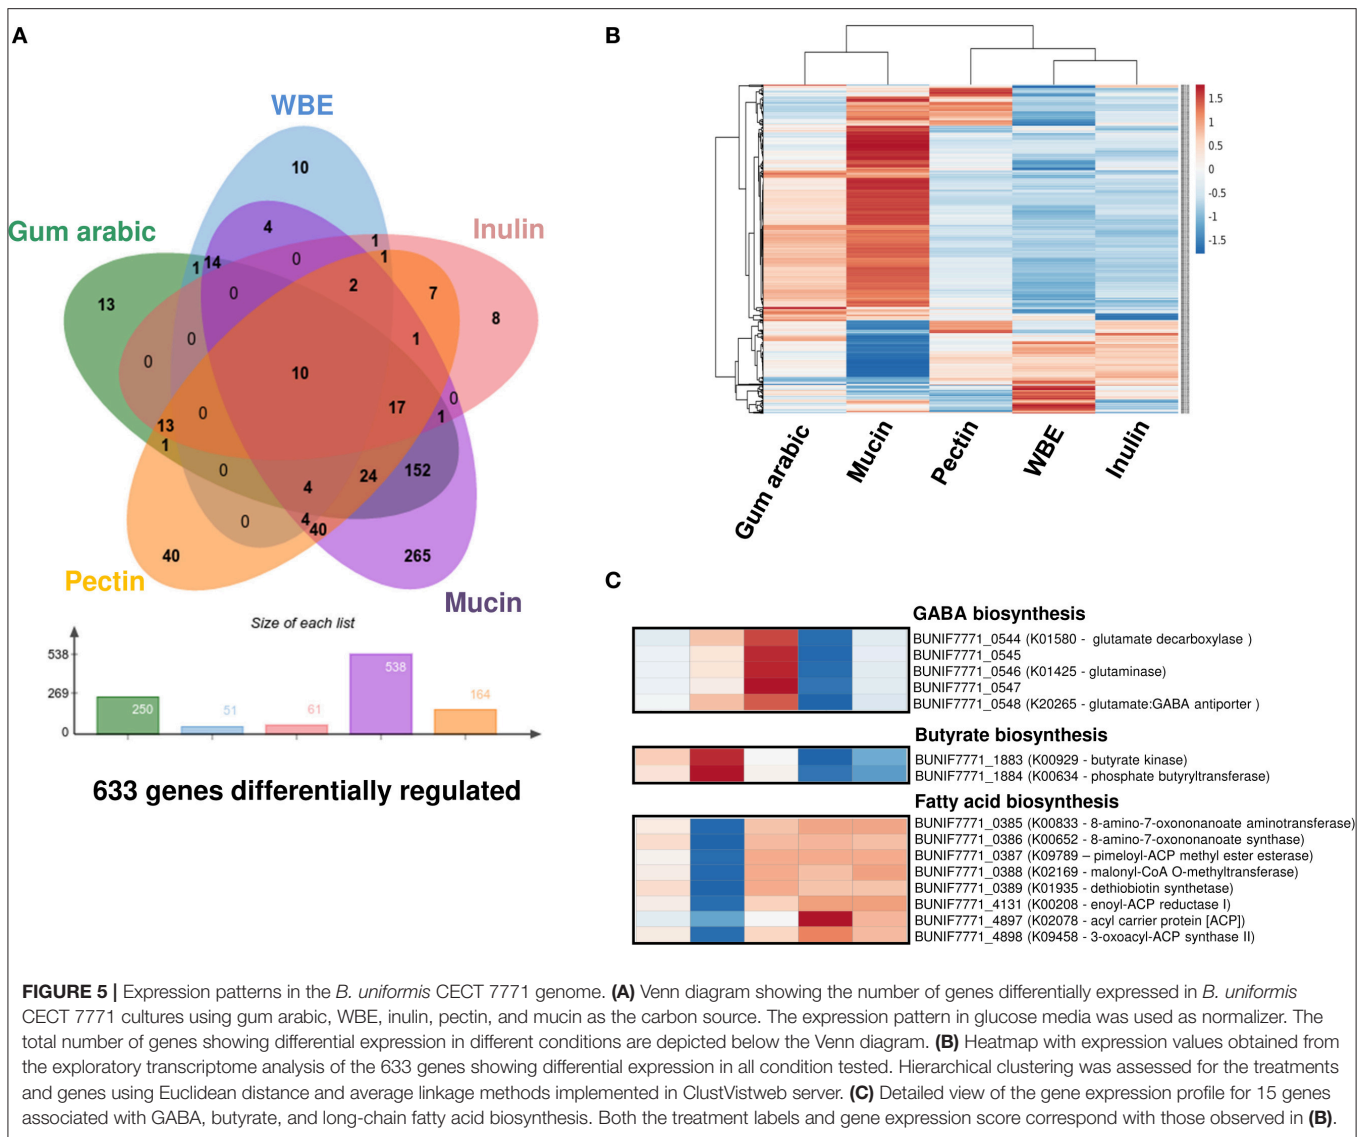 A
B
WBE
10
Gum arabic
Inulin
4
1
1
14
0
1
13
0
2
7
8
0
1
0
10
0
17
0
1
13
1
0
24
152
4
0
4
40
40
265
Pectin
Mucin
Size of each list
538
269
0
250
51
61
538
164
633 genes differentially regulated
1.5
1
0.5
0
-0.5
-1
-1.5
Gum arabic
Mucin
Pectin
WBE
Inulin
C
GABA biosynthesis
BUNIF7771_0544 (K01580 - glutamate decarboxylase )
BUNIF7771_0545
BUNIF7771_0546 (K01425 - glutaminase)
BUNIF7771_0547
BUNIF7771_0548 (K20265 - glutamate:GABA antiporter )
Butyrate biosynthesis
BUNIF7771_1883 (K00929 - butyrate kinase)
BUNIF7771_1884 (K00634 - phosphate butyryltransferase)
Fatty acid biosynthesis
BUNIF7771_0385 (K00833 - 8-amino-7-oxononanoate aminotransferase)
BUNIF7771_0386 (K00652 - 8-amino-7-oxononanoate synthase)
BUNIF7771_0387 (K09789 – pimeloyl-ACP methyl ester esterase)
BUNIF7771_0388 (K02169 - malonyl-CoA O-methyltransferase)
BUNIF7771_0389 (K01935 - dethiobiotin synthetase)
BUNIF7771_4131 (K00208 - enoyl-ACP reductase I)
BUNIF7771_4897 (K02078 - acyl carrier protein [ACP])
BUNIF7771_4898 (K09458 - 3-oxoacyl-ACP synthase II)
FIGURE 5 | Expression patterns in the B. uniformis CECT 7771 genome. (A) Venn diagram showing the number of genes differentially expressed in B. uniformis
CECT 7771 cultures using gum arabic, WBE, inulin, pectin, and mucin as the carbon source. The expression pattern in glucose media was used as normalizer. The
total number of genes showing differential expression in different conditions are depicted below the Venn diagram. (B) Heatmap with expression values obtained from
the exploratory transcriptome analysis of the 633 genes showing differential expression in all condition tested. Hierarchical clustering was assessed for the treatments
and genes using Euclidean distance and average linkage methods implemented in ClustVistweb server. (C) Detailed view of the gene expression profile for 15 genes
associated with GABA, butyrate, and long-chain fatty acid biosynthesis. Both the treatment labels and gene expression score correspond with those observed in (B).